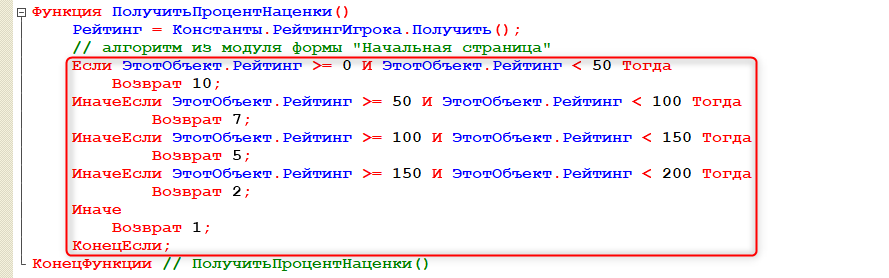 Функция ПолучитьПроцентНаценки()
Рейтинг = Константы.РейтингИгрока.Получить();
// алгоритм из модуля формы "Начальная страница"
Если ЭтотОбъект.Рейтинг >= 0 И ЭтотОбъект.Рейтинг < 50 Тогда
Возврат 10;
ИначеЕсли ЭтотОбъект.Рейтинг >= 50 И ЭтотОбъект.Рейтинг < 100 Тогда
Возврат 7;
ИначеЕсли ЭтотОбъект.Рейтинг >= 100 И ЭтотОбъект.Рейтинг < 150 Тогда
Возврат 5;
ИначеЕсли ЭтотОбъект.Рейтинг >= 150 И ЭтотОбъект.Рейтинг < 200 Тогда
Возврат 2;
Иначе
Возврат 1;
КонецЕсли;
КонецФункции // ПолучитьПроцентНаценки()